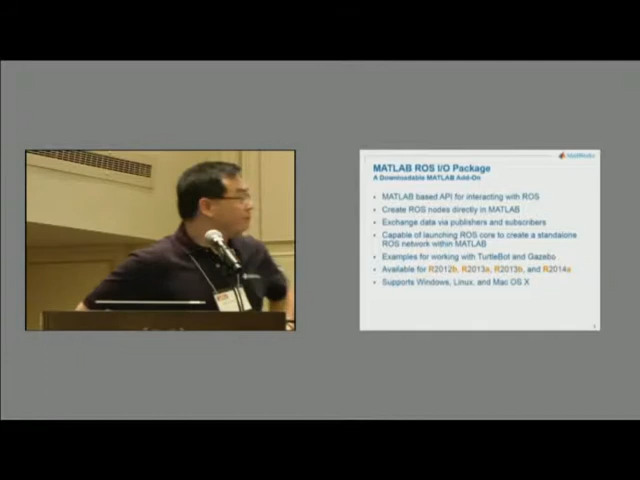 MathWorks
MATLAB ROS I/O Package
A Downloadable MATLAB Add-On
• MATLAB based API for interacting with ROS
• Create ROS nodes directly in MATLAB
• Exchange data via publishers and subscribers
• Capable of launching ROS core to create a standalone
ROS network within MATLAB
• Examples for working with TurtleBot and Gazebo
• Available for R2012b, R2013a, R2013b, and R2014a
• Supports Windows, Linux, and Mac OS X